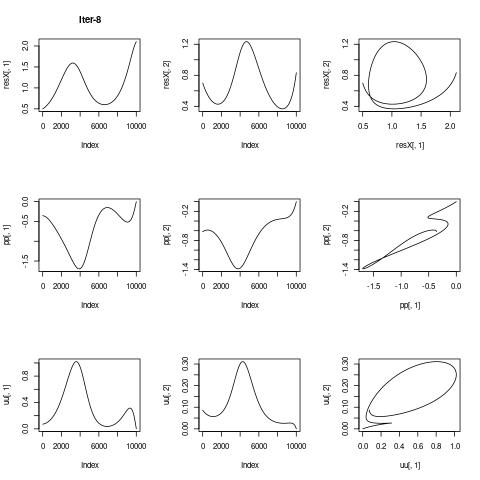 Iter-8
resX[, 1]
0.5 1.0 1.5 2.0
0 2000 6000 10000
Index
resX[, 2]
0.4 0.8 1.2
0 2000 6000 10000
Index
resX[, 2]
0.4 0.8 1.2
0.5 1.0 1.5 2.0
resX[, 1]
pp[, 1]
-1.5 -0.5 0.0
0 2000 6000 10000
Index
pp[, 2]
-1.4 -0.8 -0.2
0 2000 6000 10000
Index
pp[, 2]
-1.4 -0.8 -0.2
-1.5 -1.0 -0.5 0.0
pp[, 1]
uu[, 1]
0.0 0.4 0.8
0 2000 6000 10000
Index
uu[, 2]
0.00 0.10 0.20 0.30
0 2000 6000 10000
Index
uu[, 2]
0.00 0.10 0.20 0.30
0.0 0.2 0.4 0.6 0.8 1.0
uu[, 1]